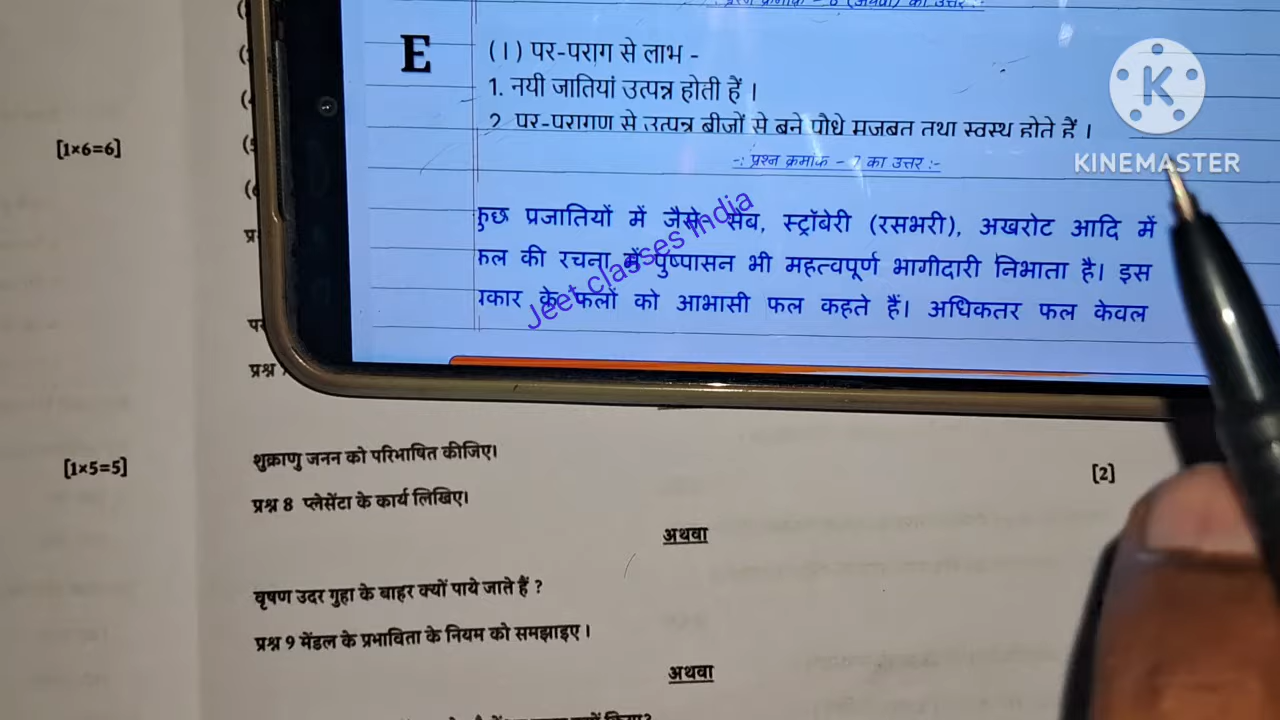 E
(1) पर-पराग से लाभ -
1. नयी जातियां उत्पन्न होती हैं ।
2 पर-परागण से उत्पन्न बीजों से बने पौधे मजबत तथा स्वस्थ होते हैं ।
-: प्रश्न क्रमांक - 7 का उत्तर :-
कुछ प्रजातियों में जैसे सेब, स्ट्रॉबेरी (रसभरी), अखरोट आदि में
फल की रचना में पुष्पासन भी महत्वपूर्ण भागीदारी निभाता है। इस
प्रकार के फलों को आभासी फल कहते हैं। अधिकतर फल केवल
Jeet classes India
K
KINEMASTER
[1×6=6]
प्रश्न
[1×5=5]
शुक्राणु जनन को परिभाषित कीजिए।
[2]
प्रश्न 8 प्लेसेंटा के कार्य लिखिए।
अथवा
वृषण उदर गुहा के बाहर क्यों पाये जाते हैं ?
प्रश्न 9 मेंडल के प्रभाविता के नियम को समझाइए ।
अथवा